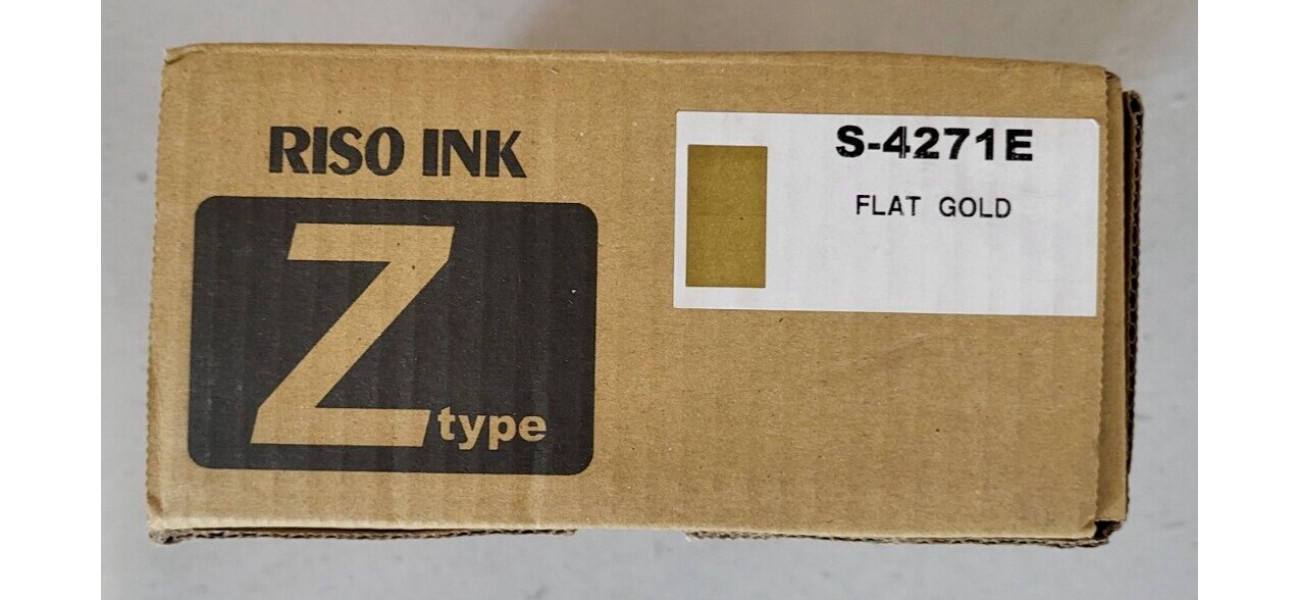 RISO INK
Z type
S-4271E
FLAT GOLD